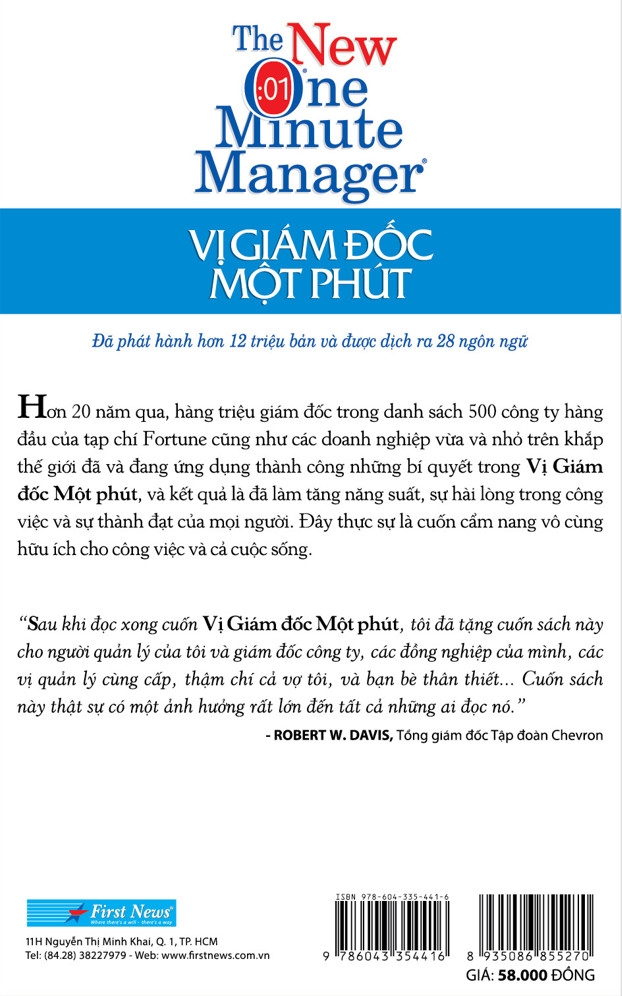 The New
:01 One
Minute
Manager®
VỊ GIÁM ĐỐC
MỘT PHÚT
Đã phát hành hơn 12 triệu bản và được dịch ra 28 ngôn ngữ
Hơn 20 năm qua, hàng triệu giám đốc trong danh sách 500 công ty hàng
đầu của tạp chí Fortune cũng như các doanh nghiệp vừa và nhỏ trên khắp
thế giới đã và đang ứng dụng thành công những bí quyết trong Vị Giám
đốc Một phút, và kết quả là đã làm tăng năng suất, sự hài lòng trong công
việc và sự thành đạt của mọi người. Đây thực sự là cuốn cẩm nang vô cùng
hữu ích cho công việc và cả cuộc sống.
“Sau khi đọc xong cuốn Vị Giám đốc Một phút, tôi đã tặng cuốn sách này
cho người quản lý của tôi và giám đốc công ty, các đồng nghiệp của mình, các
vị quản lý cùng cấp, thậm chí cả vợ tôi, và bạn bè thân thiết... Cuốn sách
này thật sự có một ảnh hưởng rất lớn đến tất cả những ai đọc nó.”
- ROBERT W. DAVIS, Tổng giám đốc Tập đoàn Chevron
First News®
Where there's a will - there's a way
11H Nguyễn Thị Minh Khai, Q. 1, TP. HCM
Tel: (84.28) 38227979 - Web: www.firstnews.com.vn
ISBN 978-604-335-441-6
9 786043 354416
8 935086 855270
GIÁ: 58.000 ĐỒNG